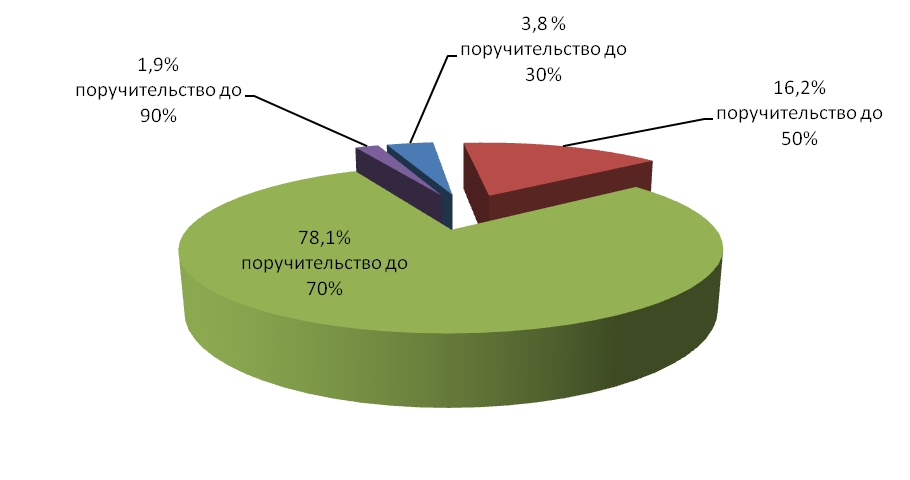 3,8 %
поручительство до
30%
1,9%
поручительство до
90%
16,2%
поручительство до
50%
78,1%
поручительство до
70%